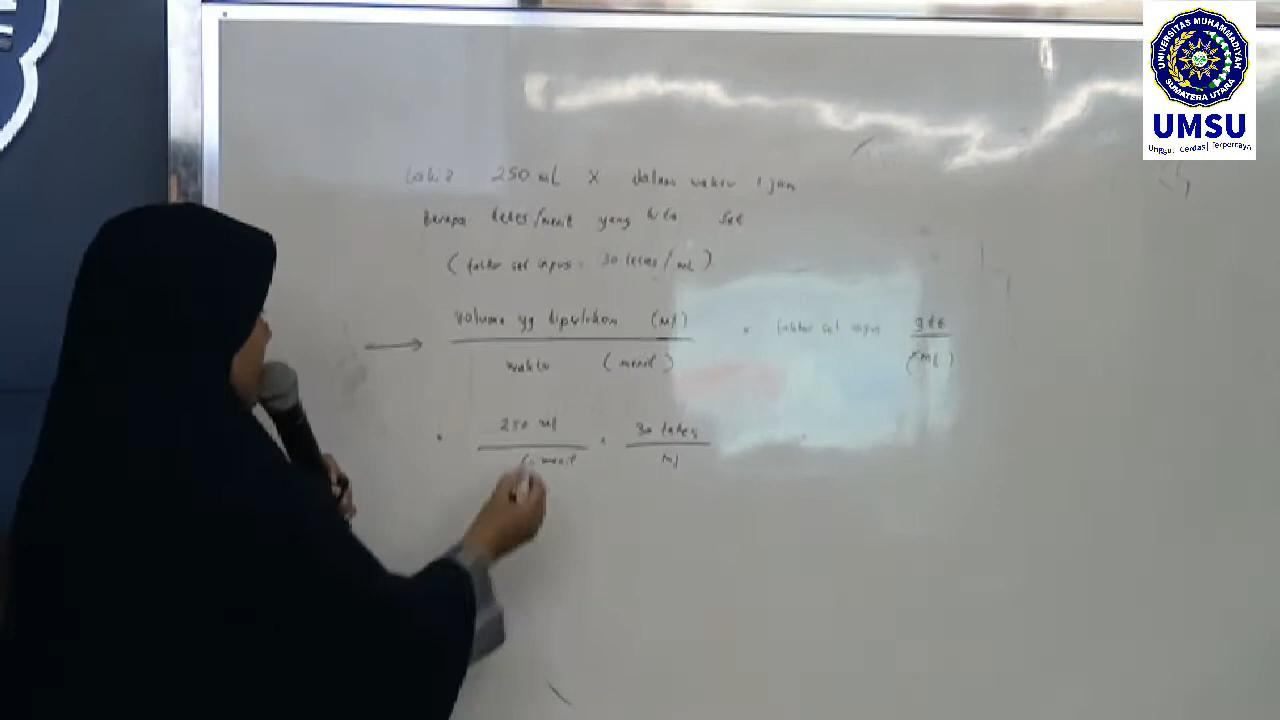 UNIVERSITAS MUHAMMADIYAH
SUMATERA UTARA
UMSU
Unggul | Cerdas | Terpercaya
250 mL X dalam waktu 1 jam
Berapa tetes/menit yang kita set
(faktor set inpus : 30 tetes/mL)
Volume yg diperlukan (ml) × faktor set inpus gtt
waktu (menit) (ml)
250 ml × 30 tetes
menit ml